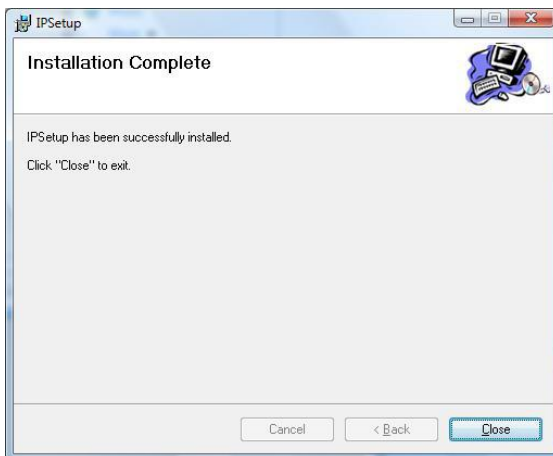 IPSetup
Installation Complete
IPSetup has been successfully installed.
Click "Close" to exit.
Cancel
< Back
Close